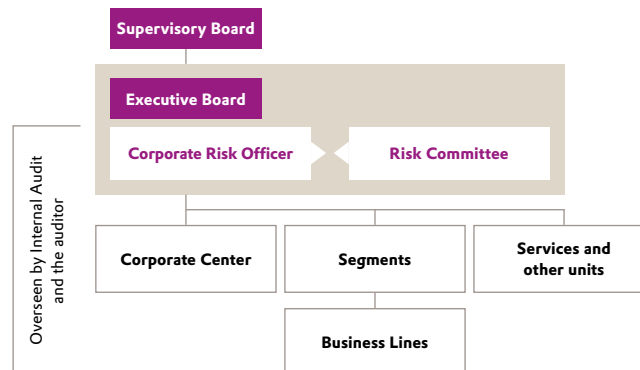 Supervisory Board
Executive Board
Corporate Risk Officer
Risk Committee
Overseen by Internal Audit
and the auditor
Corporate Center
Segments
Services and
other units
Business Lines